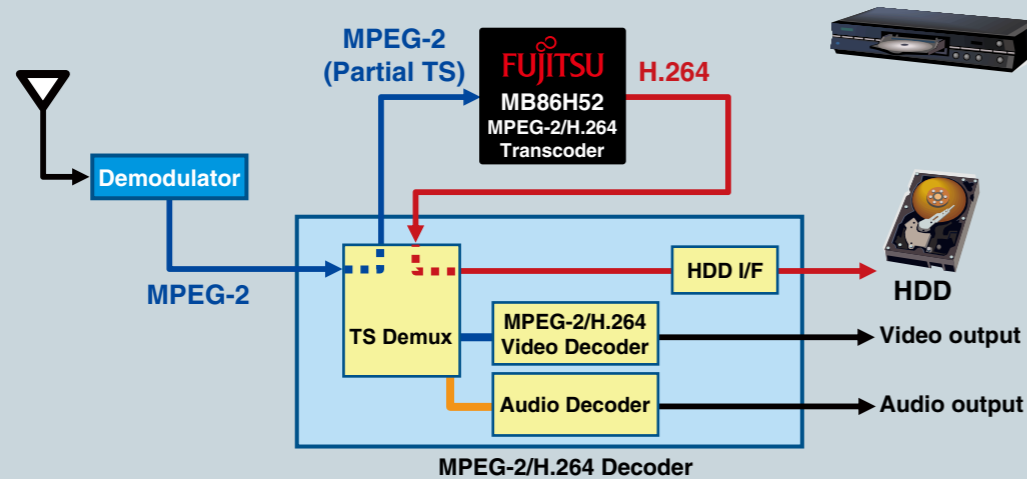 MPEG-2
(Partial TS)
FUJITSU
MB86H52
MPEG-2/H.264
Transcoder
H.264
Demodulator
MPEG-2
TS Demux
HDD I/F
HDD
MPEG-2/H.264
Video Decoder
Video output
Audio Decoder
Audio output
MPEG-2/H.264 Decoder